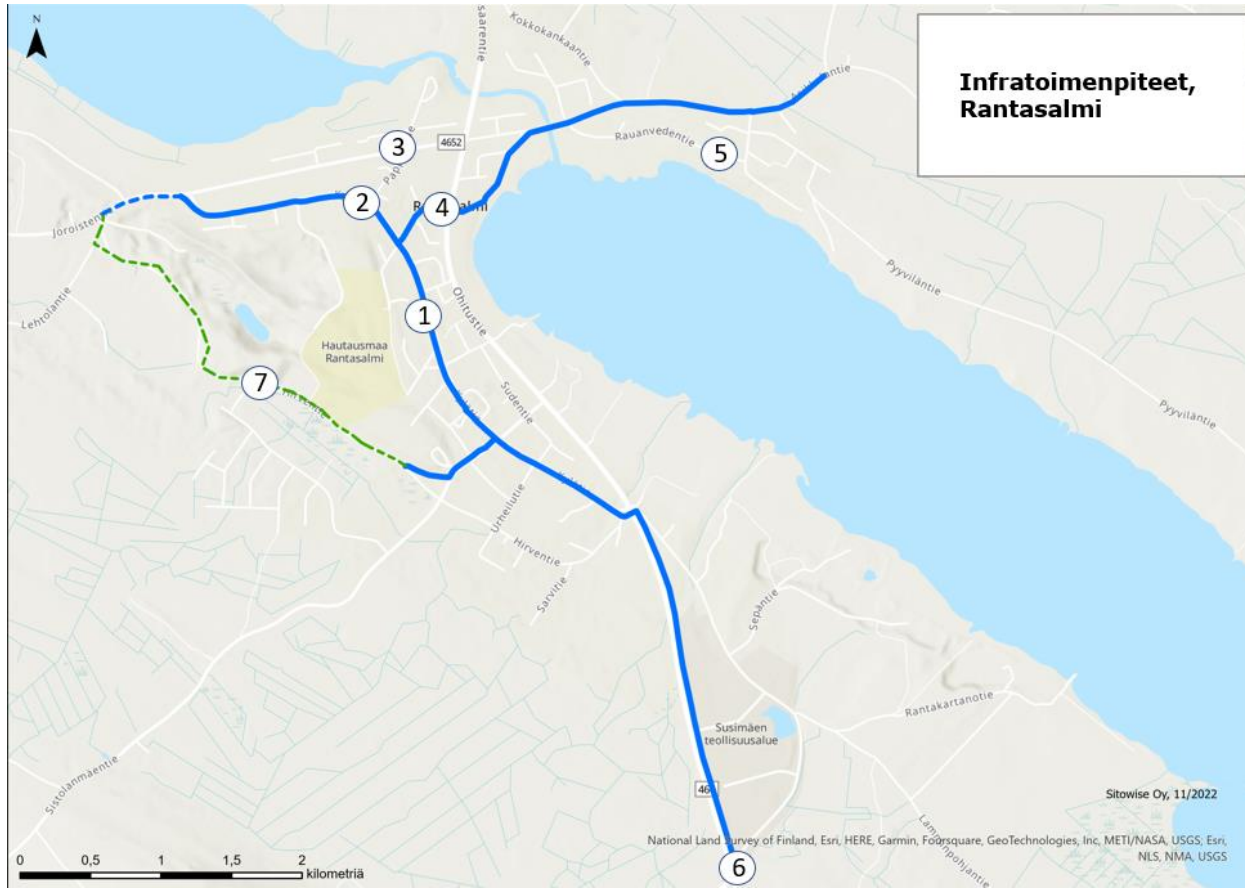 N
saarentie
Kokkokankaantie
Infratoimenpiteet,
Rantasalmi
3
4652
Rauanvedentie
5
2
4
Joroisten
1
Ohitustie
Pyyviläntie
Lehtolantie
Hautausmaa
Rantasalmi
7
Sudentie
Pyyviläntie
Urheilutie
Hirventie
Sarvitie
Sepäntie
Rantakartanotie
Susimäen
teollisuusalue
Sistolanmäentie
Sitowise Oy, 11/2022
Lammunpohjantie
National Land Survey of Finland, Esri, HERE, Garmin, Foursquare, GeoTechnologies, Inc, METI/NASA, USGS; Esri,
NLS, NMA, USGS
6
0 0,5 1 1,5 2
kilometriä